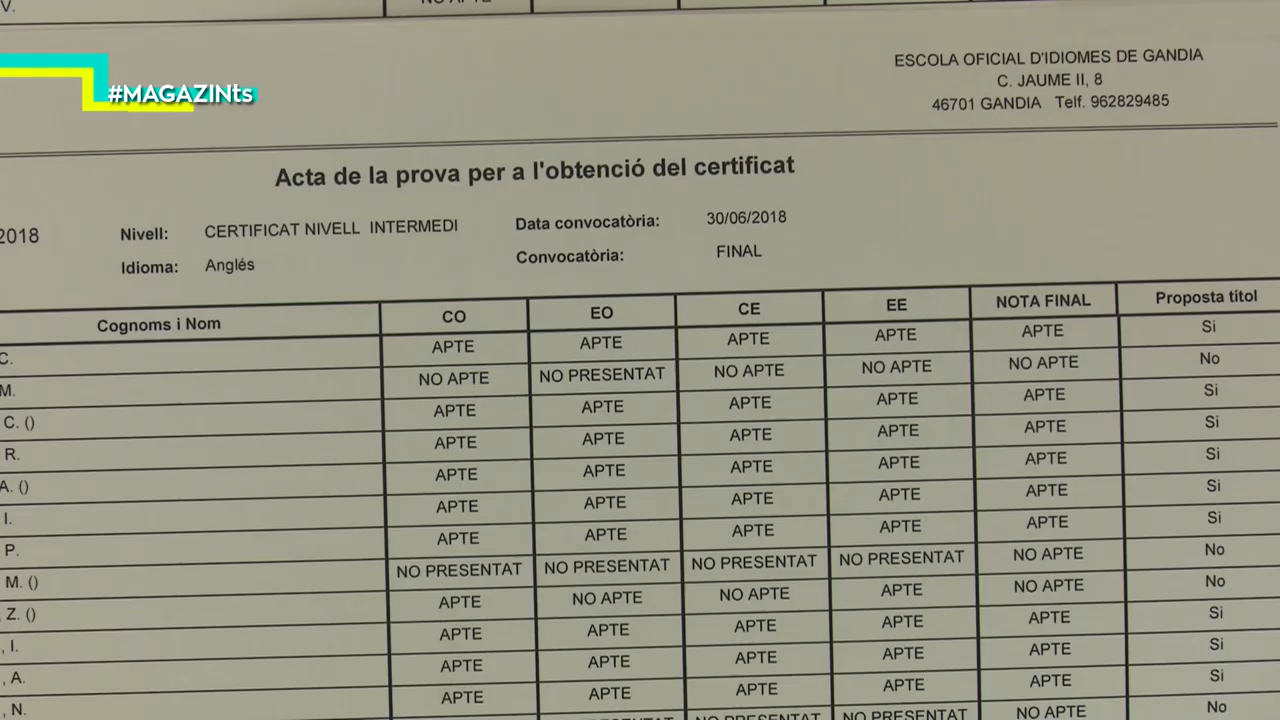 V. NO APTE
#MAGAZINts
ESCOLA OFICIAL D'IDIOMES DE GANDIA
C. JAUME II, 8
46701 GANDIA Telf. 962829485
Acta de la prova per a l'obtenció del certificat
2018 Nivell: CERTIFICAT NIVELL INTERMEDI Data convocatòria: 30/06/2018
Idioma: Anglés Convocatòria: FINAL
Cognoms i Nom CO EO CE EE NOTA FINAL Proposta títol
C. APTE APTE APTE APTE APTE Si
M. NO APTE NO PRESENTAT NO APTE NO APTE NO APTE No
C. () APTE APTE APTE APTE APTE Si
R. APTE APTE APTE APTE APTE Si
A. () APTE APTE APTE APTE APTE Si
I. APTE APTE APTE APTE APTE Si
P. APTE APTE APTE APTE APTE Si
M. () NO PRESENTAT NO PRESENTAT NO PRESENTAT NO PRESENTAT NO APTE No
, Z. () APTE NO APTE NO APTE APTE NO APTE No
, I. APTE APTE APTE APTE APTE Si
, A. APTE APTE APTE APTE APTE Si
, N. APTE APTE APTE APTE APTE Si
NO PRESENTAT NO PRESENTAT NO PRESENTAT NO APTE No